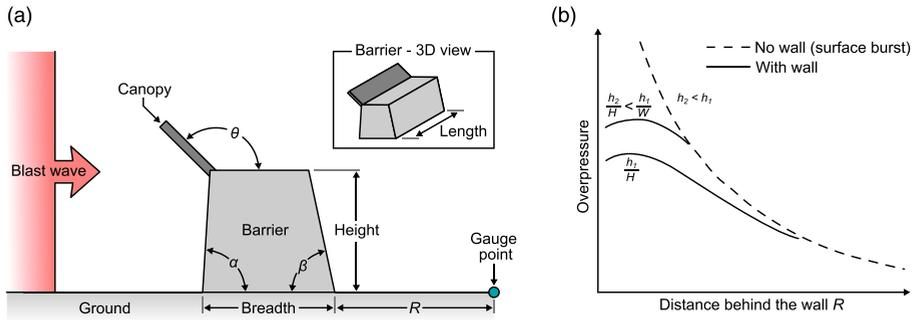 (a)
Barrier - 3D view
Length
Canopy
θ
Blast wave
Barrier
Height
α
β
Gauge
point
Ground
Breadth
R
(b)
No wall (surface burst)
With wall
h₂/H < h₁/W
h₂ < h₁
h₁/H
Overpressure
Distance behind the wall R